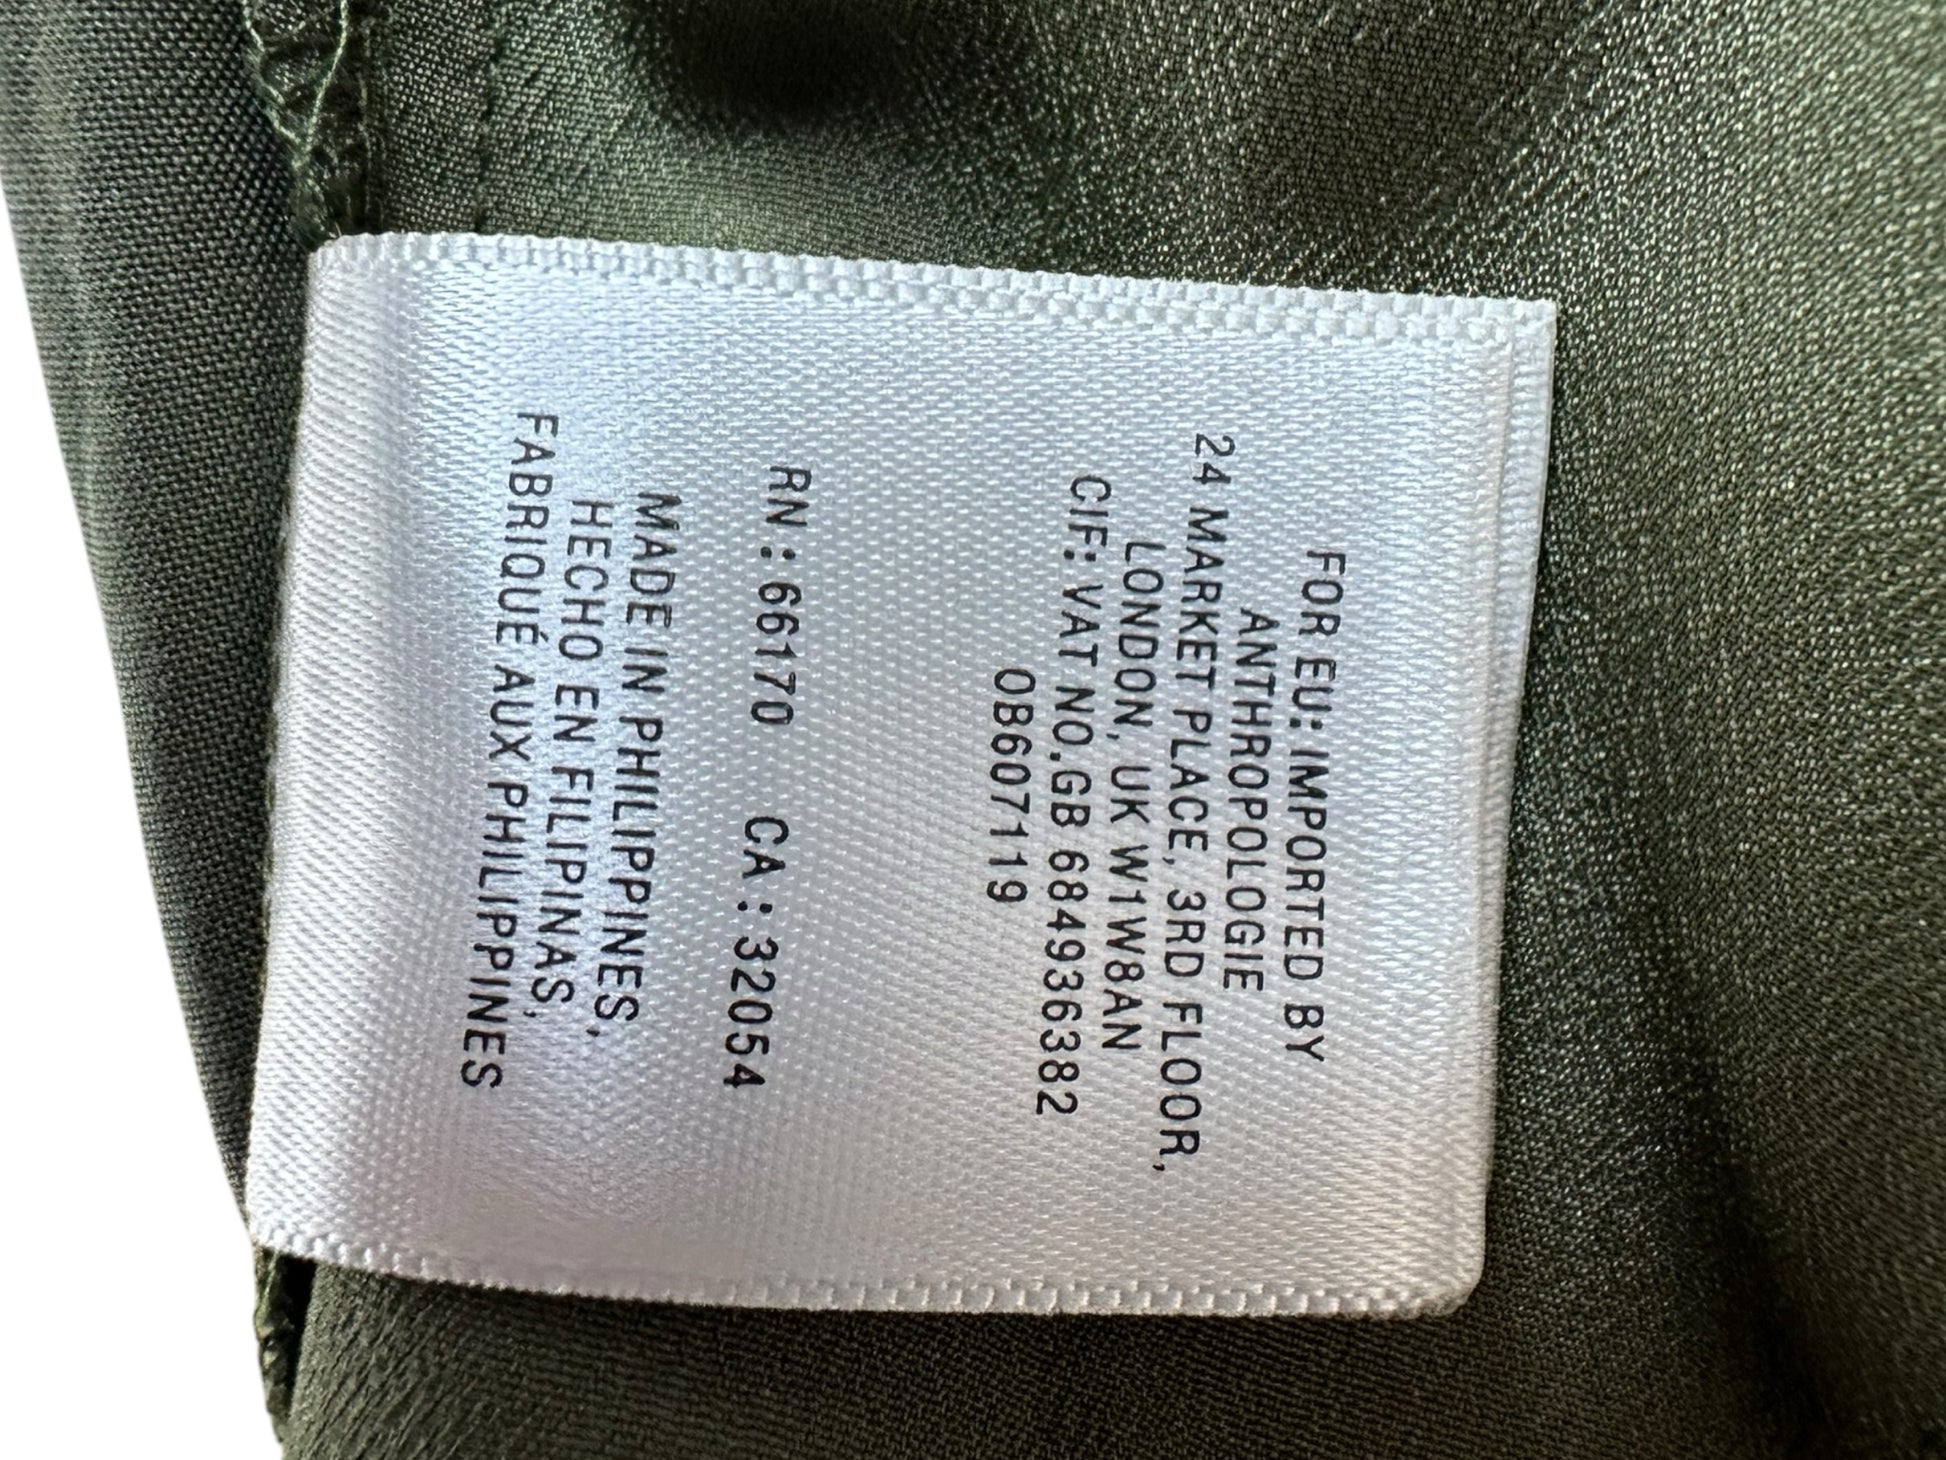 FOR EU: IMPORTED BY
ANTHROPOLOGIE
24 MARKET PLACE, 3RD FLOOR,
LONDON, UK W1W8AN
CIF: VAT NO.GB 684936382
OB607119
RN : 66170 CA : 32054
MADE IN PHILIPPINES,
HECHO EN FILIPINAS,
FABRIQUÉ AUX PHILIPPINES